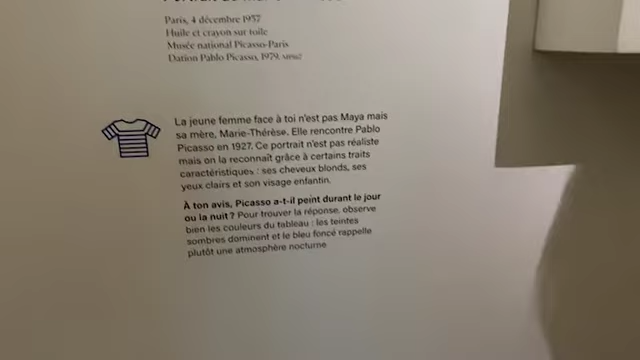 Paris, 4 décembre 1937
Huile et crayon sur toile
Musée national Picasso-Paris
Dation Pablo Picasso, 1979.
La jeune femme face à toi n'est pas Maya mais
sa mère, Marie-Thérèse. Elle rencontre Pablo
Picasso en 1927. Ce portrait n'est pas réaliste
mais on la reconnaît grâce à certains traits
caractéristiques : ses cheveux blonds, ses
yeux clairs et son visage enfantin.
À ton avis, Picasso a-t-il peint durant le jour
ou la nuit ? Pour trouver la réponse, observe
bien les couleurs du tableau : les teintes
sombres dominent et le bleu foncé rappelle
plutôt une atmosphère nocturne